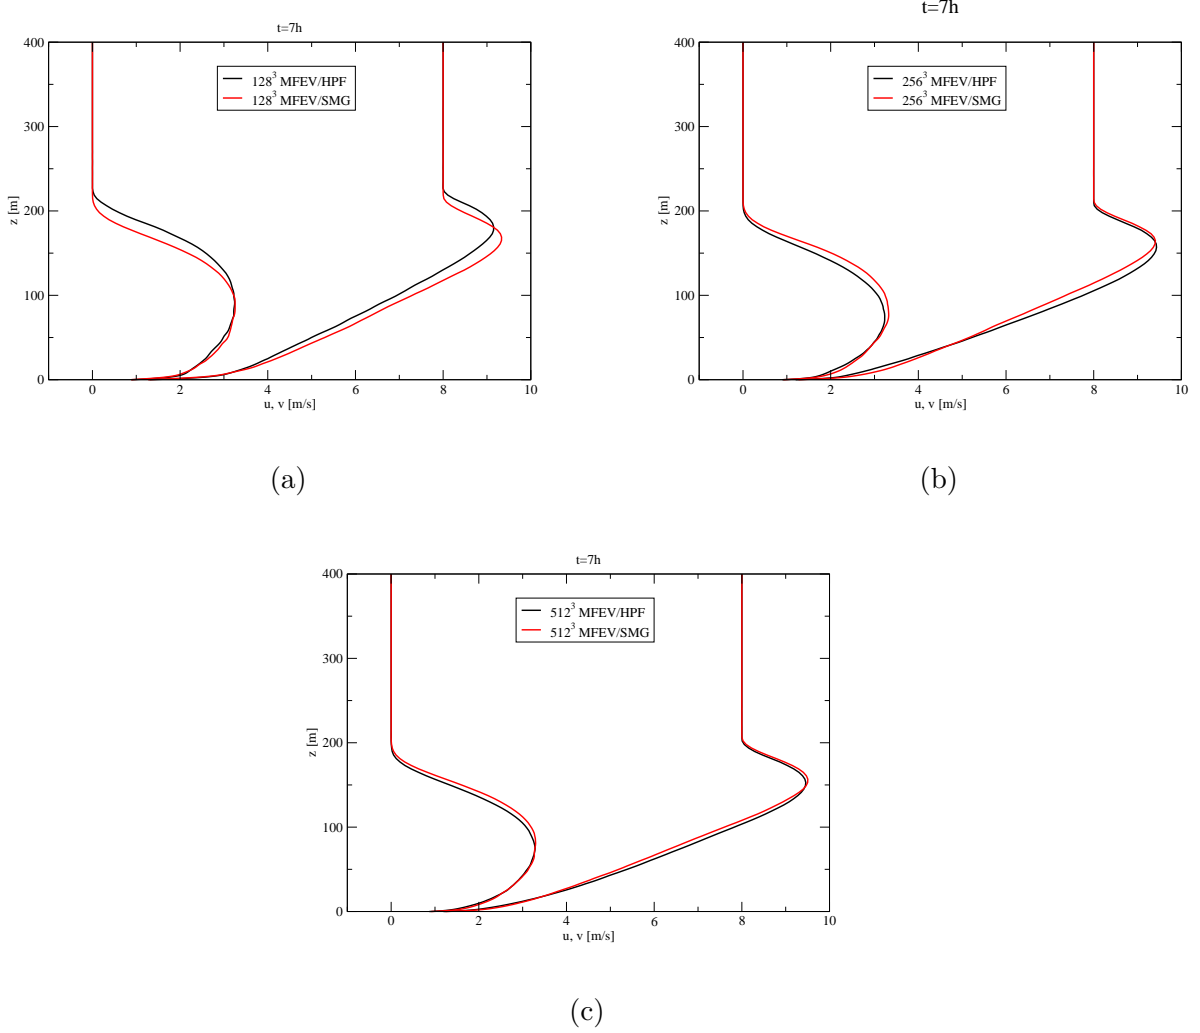 t=7h
400
300
200
100
0
z [m]
128³ MFEV/HPF
128³ MFEV/SMG
0 2 4 6 8 10
u, v [m/s]
(a)
t=7h
400
300
200
100
0
z [m]
256³ MFEV/HPF
256³ MFEV/SMG
0 2 4 6 8 10
u, v [m/s]
(b)
t=7h
400
300
200
100
0
z [m]
512³ MFEV/HPF
512³ MFEV/SMG
0 2 4 6 8 10
u, v [m/s]
(c)